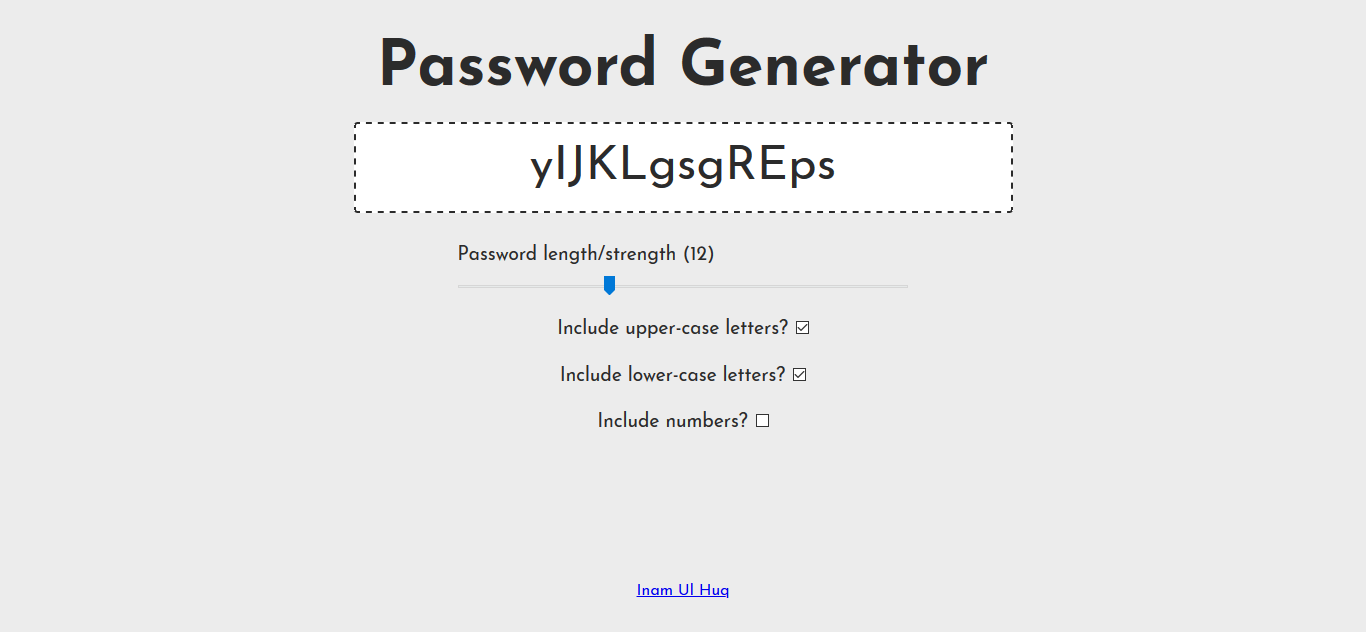 Password Generator
yIJKLgsgREps
Password length/strength (12)
Include upper-case letters?
Include lower-case letters?
Include numbers?
Inam Ul Huq